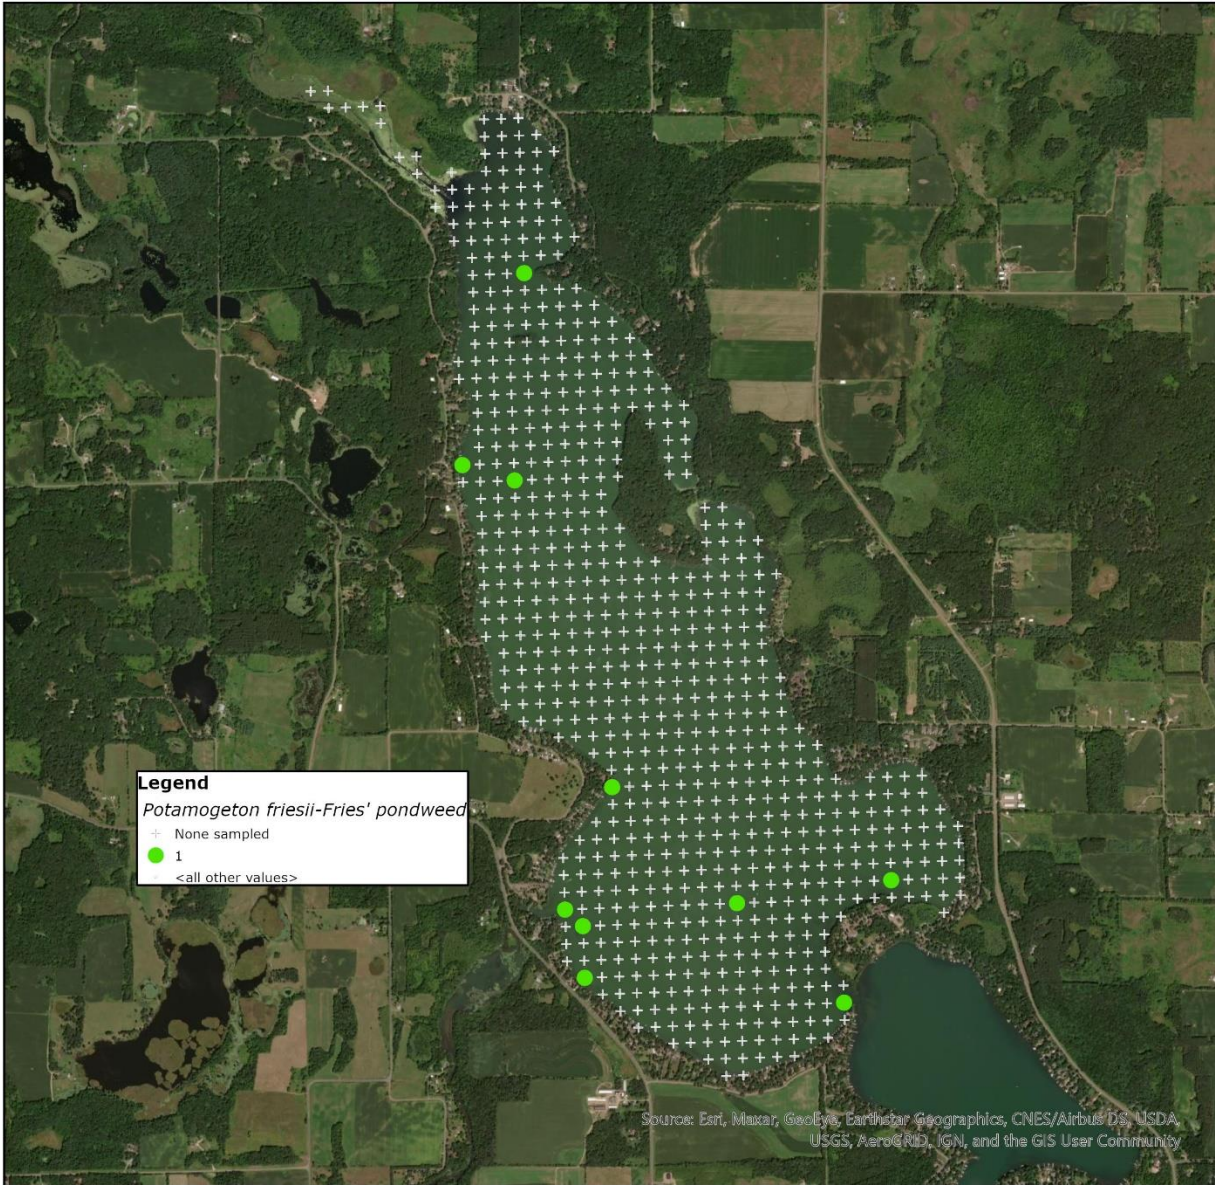 Legend
Potamogeton friesii-Fries' pondweed
None sampled
1
<all other values>
Source: Esri, Maxar, GeoEye, Earthstar Geographics, CNES/Airbus DS, USDA,
USGS, AeroGRID, IGN, and the GIS User Community